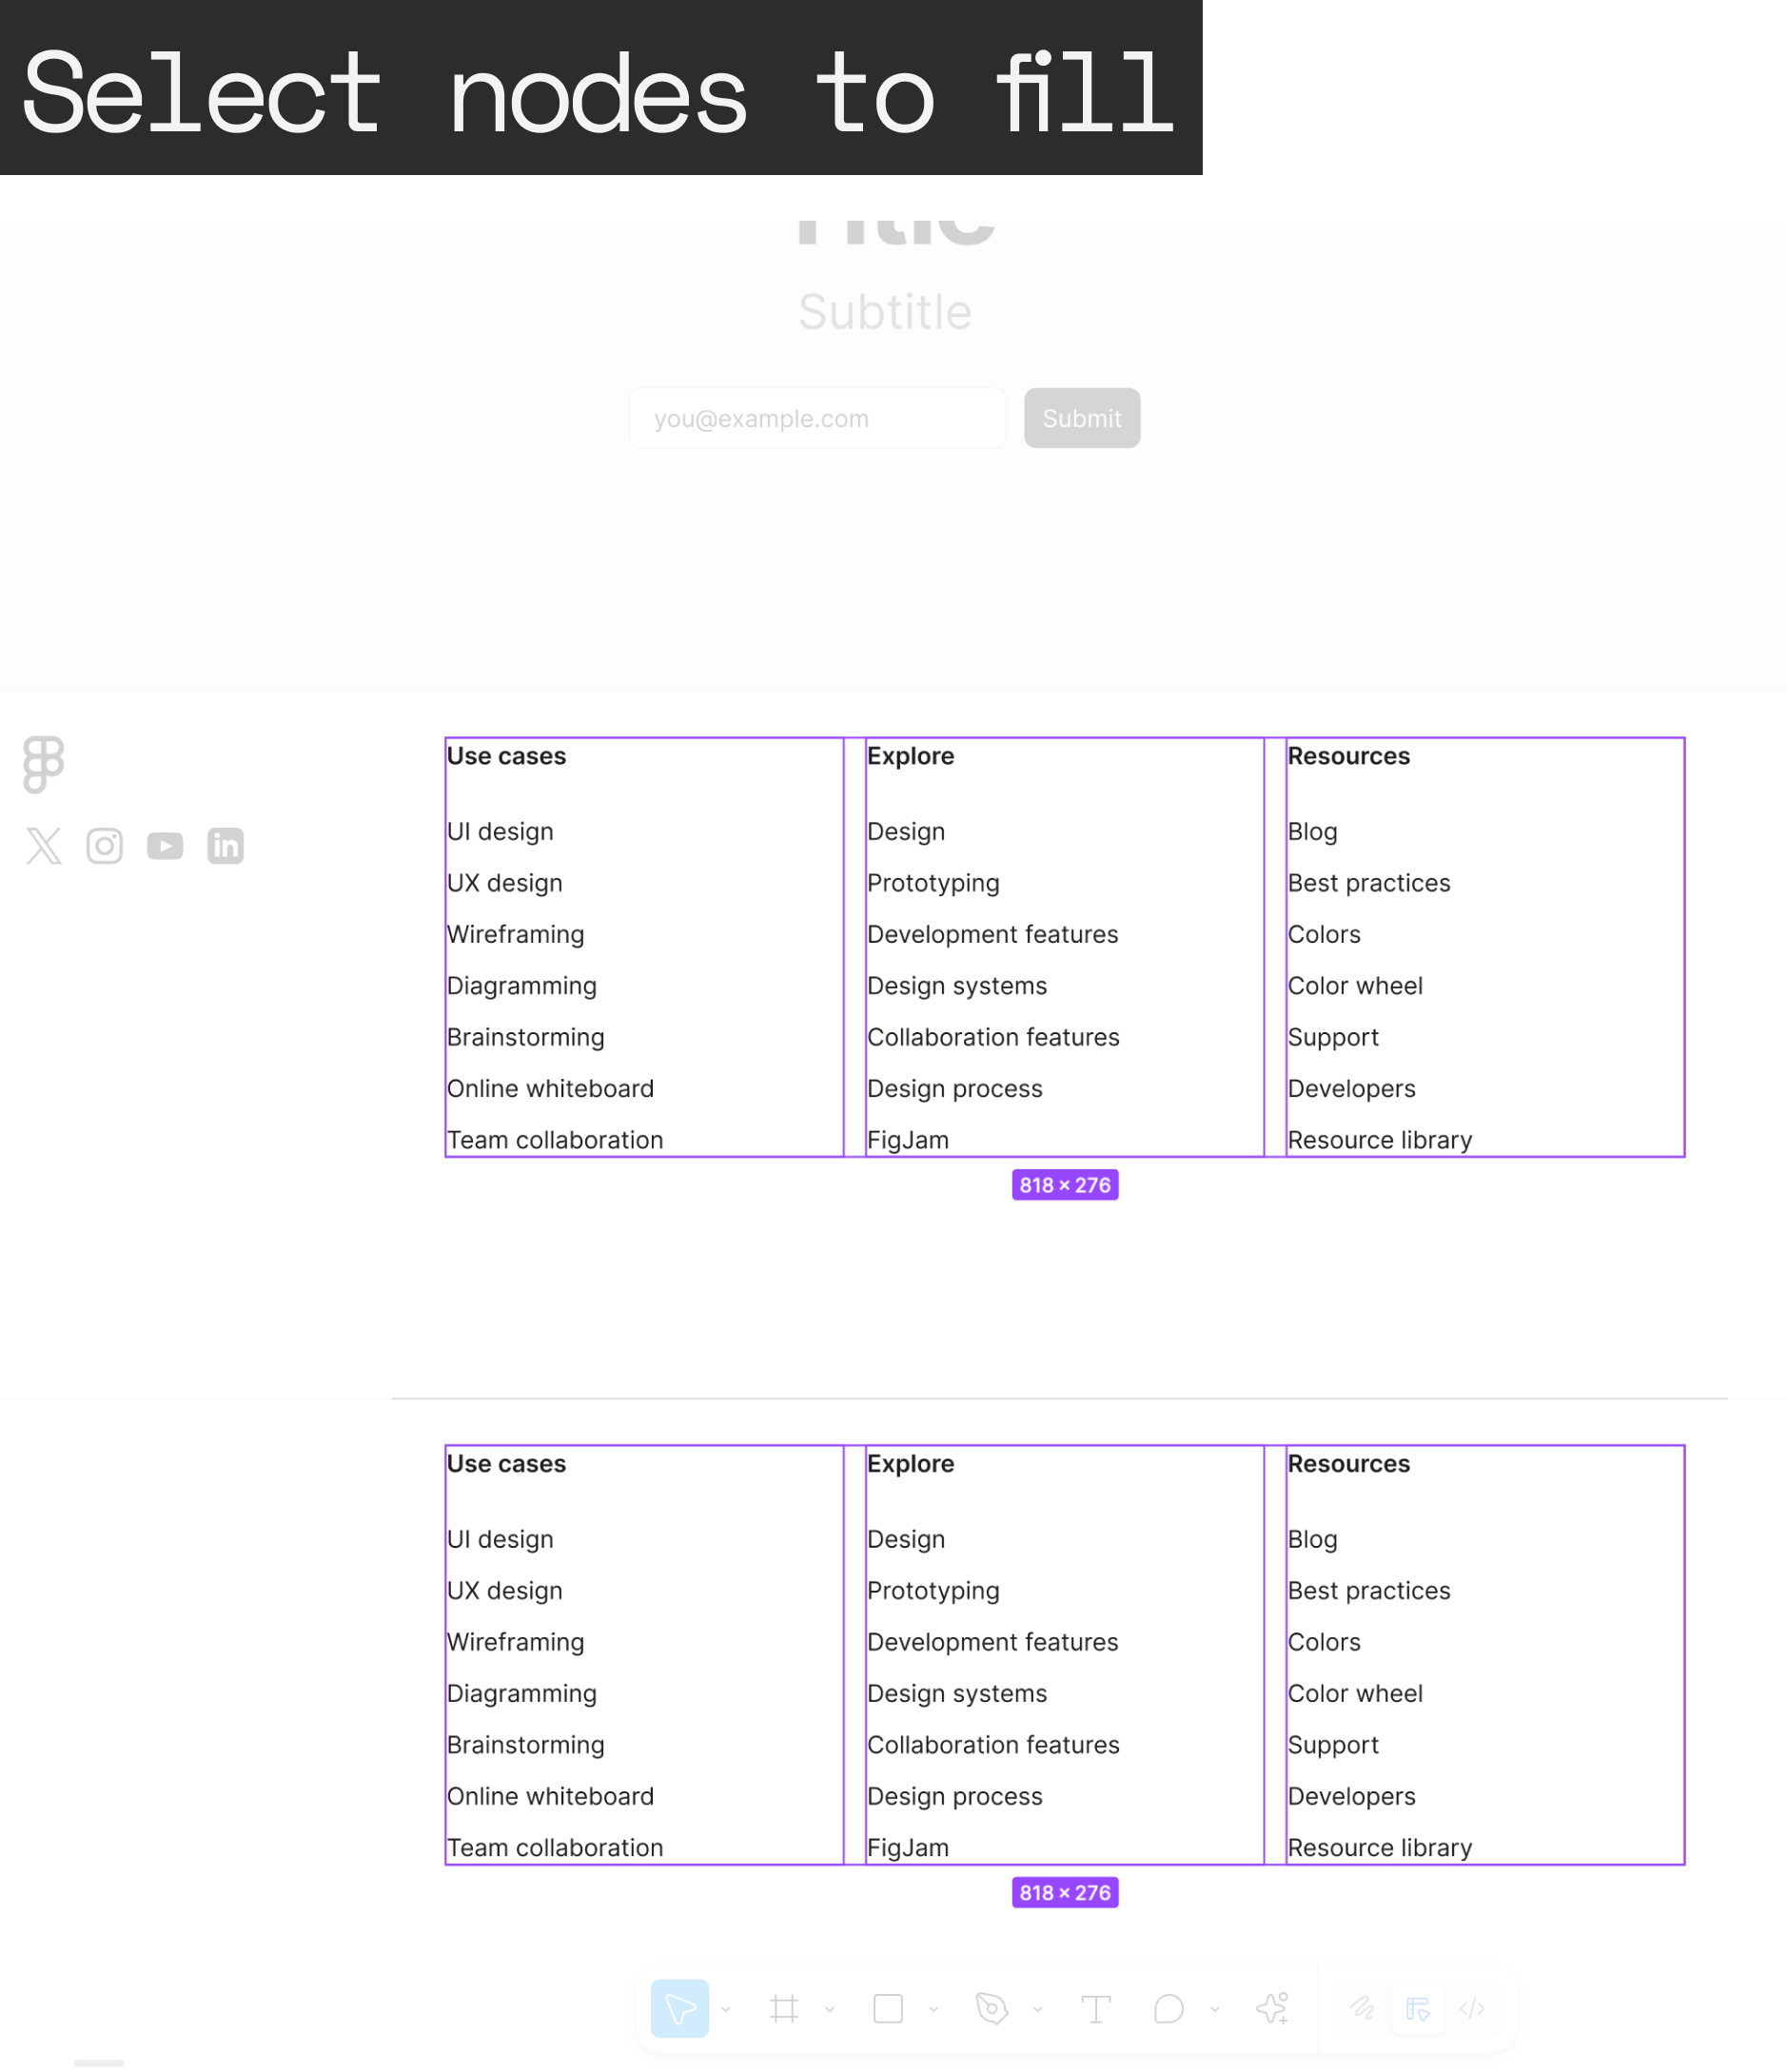 Select nodes to fill
Title
Subtitle
you@example.com
Submit
Use cases
UI design
UX design
Wireframing
Diagramming
Brainstorming
Online whiteboard
Team collaboration
Explore
Design
Prototyping
Development features
Design systems
Collaboration features
Design process
FigJam
Resources
Blog
Best practices
Colors
Color wheel
Support
Developers
Resource library
818 × 276
Use cases
UI design
UX design
Wireframing
Diagramming
Brainstorming
Online whiteboard
Team collaboration
Explore
Design
Prototyping
Development features
Design systems
Collaboration features
Design process
FigJam
Resources
Blog
Best practices
Colors
Color wheel
Support
Developers
Resource library
818 × 276